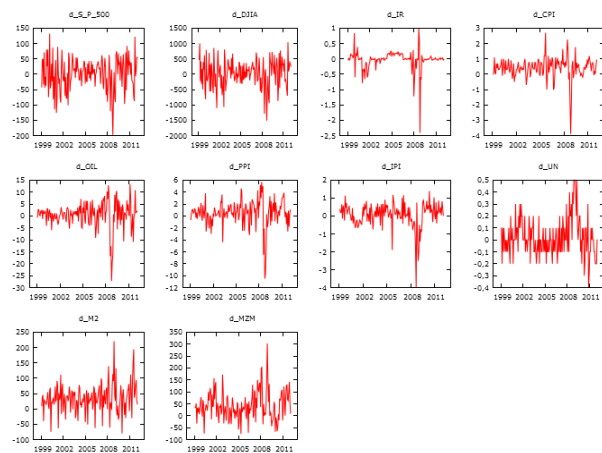 d_S_P_500 d_DJIA d_IR d_CPI
150 1500 1 4
100 1000 0,5 3
50 500 0 2
0 0 -0,5 1
-50 -500 -1 0
-100 -1000 -1,5 -1
-150 -1500 -2 -2
-200 2000 -2,5 -3
-4
1999 2002 2005 2008 2011 1999 2002 2005 2008 2011 1999 2002 2005 2008 2011 1999 2002 2005 2008 2011
d_OIL d_PPI d_IPI d_UN
15 6 2 0,5
10 4 1 0,4
5 2 0 0,3
0 0 -1 0,2
-5 -2 -2 0,1
-10 -4 -3 0
-15 -6 -4 -0,1
-20 -8 -0,2
-25 -10 -0,3
-30 -12 -0,4
1999 2002 2005 2008 2011 1999 2002 2005 2008 2011 1999 2002 2005 2008 2011 1999 2002 2005 2008 2011
d_M2 d_MZM
250 350
200 300
150 250
100 200
50 150
0 100
-50 50
-100 0
-50
-100
1999 2002 2005 2008 2011 1999 2002 2005 2008 2011